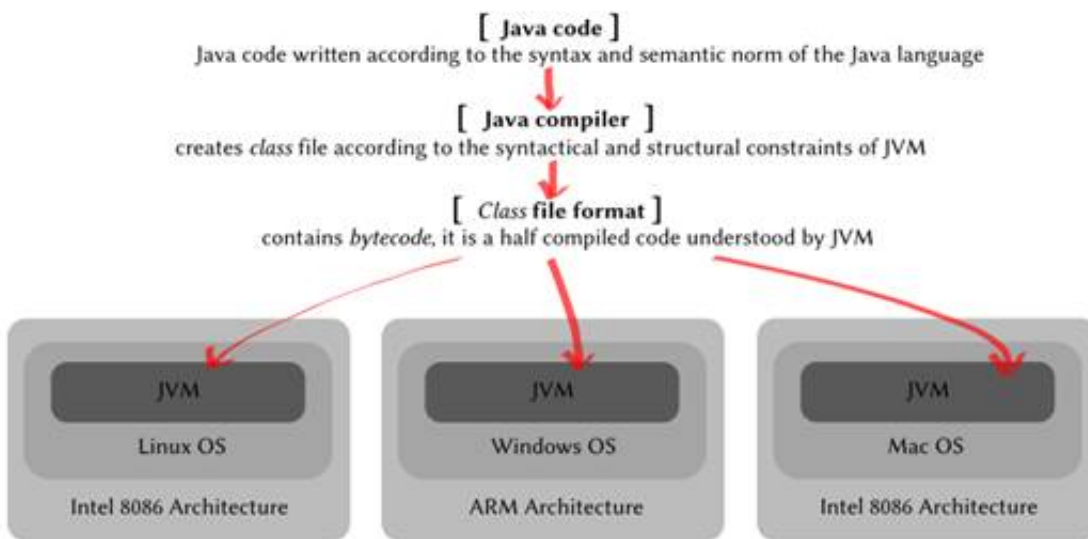 [ Java code ]
Java code written according to the syntax and semantic norm of the Java language
[ Java compiler ]
creates class file according to the syntactical and structural constraints of JVM
[ Class file format ]
contains bytecode, it is a half compiled code understood by JVM
JVM JVM JVM
Linux OS Windows OS Mac OS
Intel 8086 Architecture ARM Architecture Intel 8086 Architecture